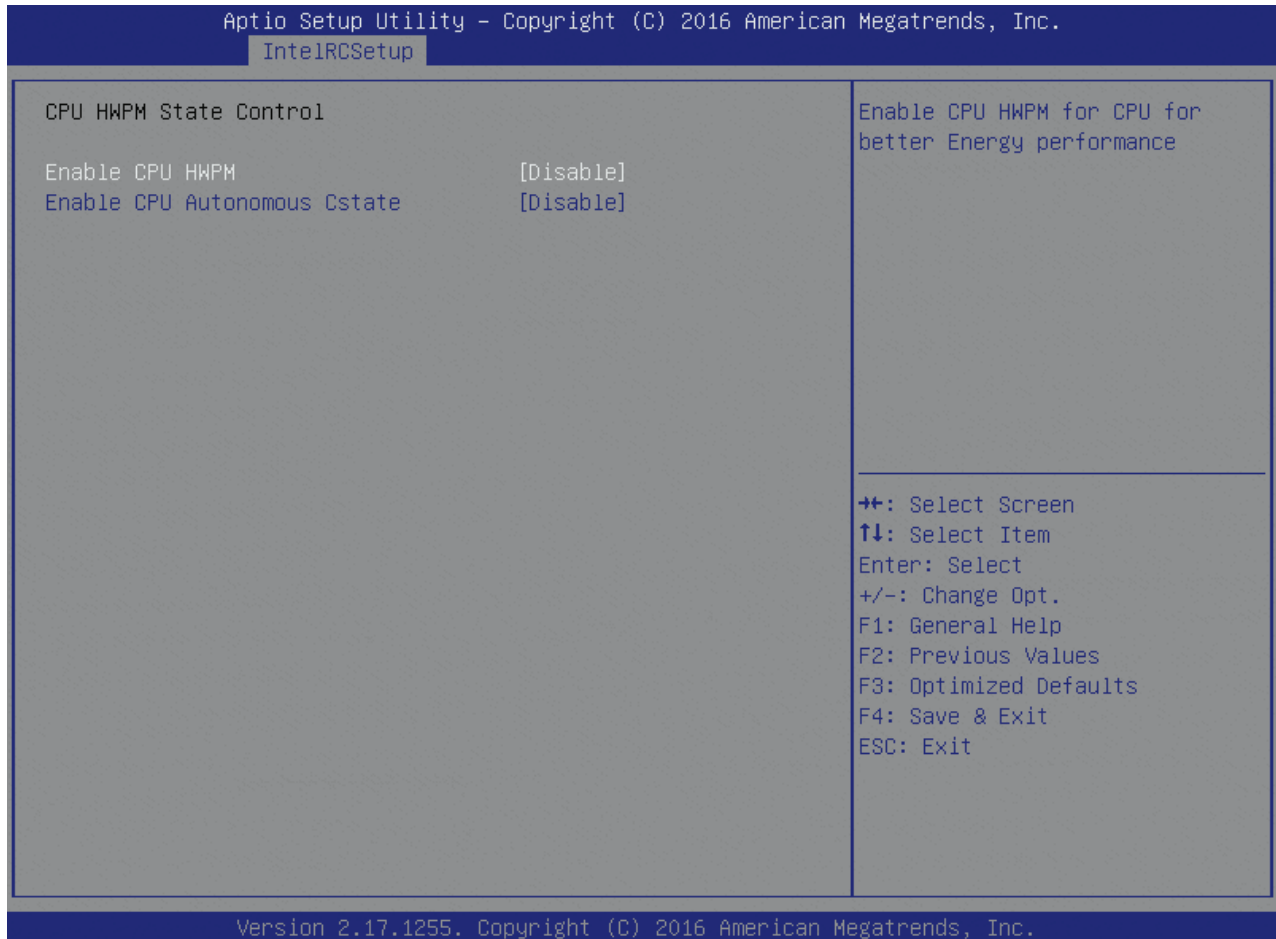 Aptio Setup Utility – Copyright (C) 2016 American Megatrends, Inc.
IntelRCSetup
CPU HWPM State Control
Enable CPU HWPM [Disable]
Enable CPU Autonomous Cstate [Disable]
Enable CPU HWPM for CPU for
better Energy performance
→←: Select Screen
↑↓: Select Item
Enter: Select
+/-: Change Opt.
F1: General Help
F2: Previous Values
F3: Optimized Defaults
F4: Save & Exit
ESC: Exit
Version 2.17.1255. Copyright (C) 2016 American Megatrends, Inc.